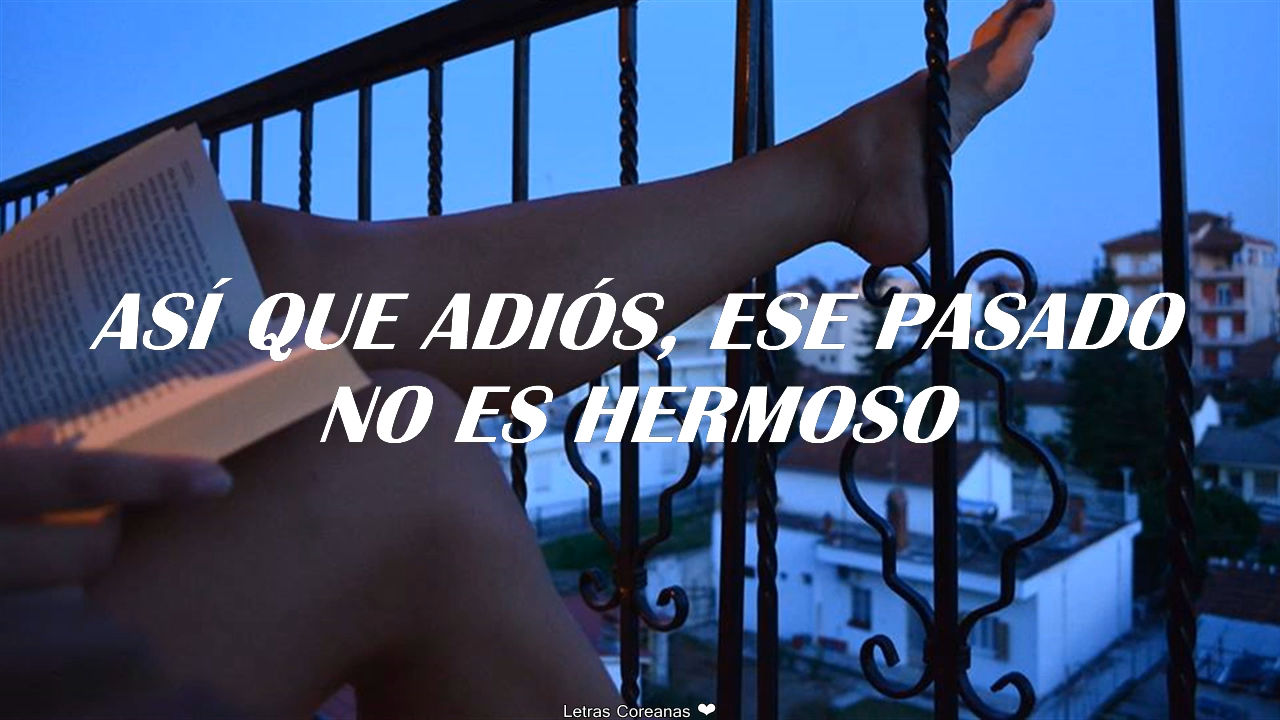 ASÍ QUE ADIÓS, ESE PASADO
NO ES HERMOSO
Letras Coreanas ❤